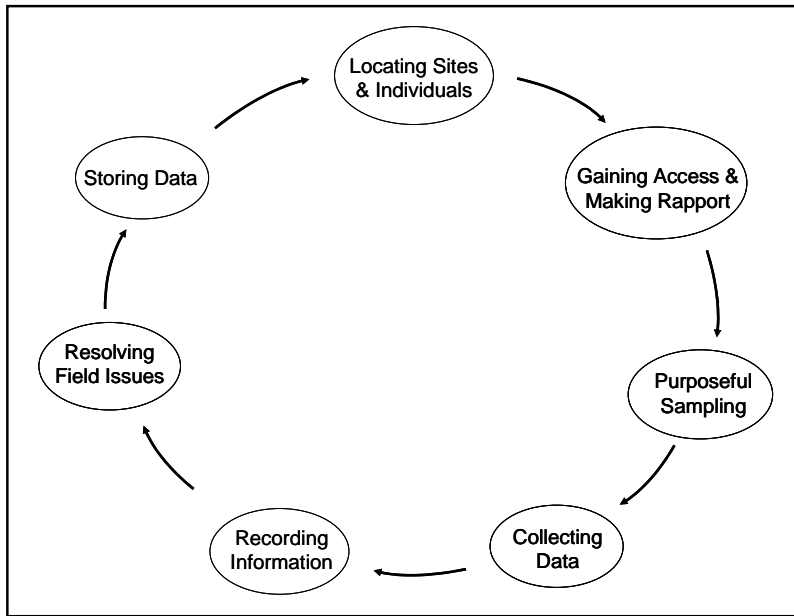 Locating Sites
& Individuals
Gaining Access &
Making Rapport
Purposeful
Sampling
Collecting
Data
Recording
Information
Resolving
Field Issues
Storing Data